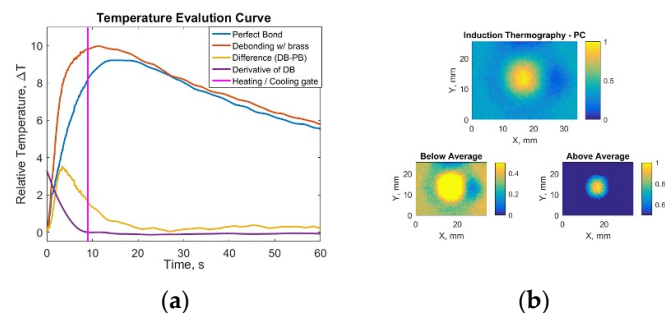 Temperature Evalution Curve
Perfect Bond
Debonding w/ brass
Difference (DB-PB)
Derivative of DB
Heating / Cooling gate
Relative Temperature, ΔT
10
8
6
4
2
0
0 10 20 30 40 50 60
Time, s
(a)
Induction Thermography - PC
Y, mm
20
10
0
0 10 20 30
X, mm
1
0.5
0
Below Average
Y, mm
20
10
0
0 20
X, mm
0.4
0.2
0
Above Average
Y, mm
20
10
0
0 20
X, mm
1
0.8
0.6
(b)